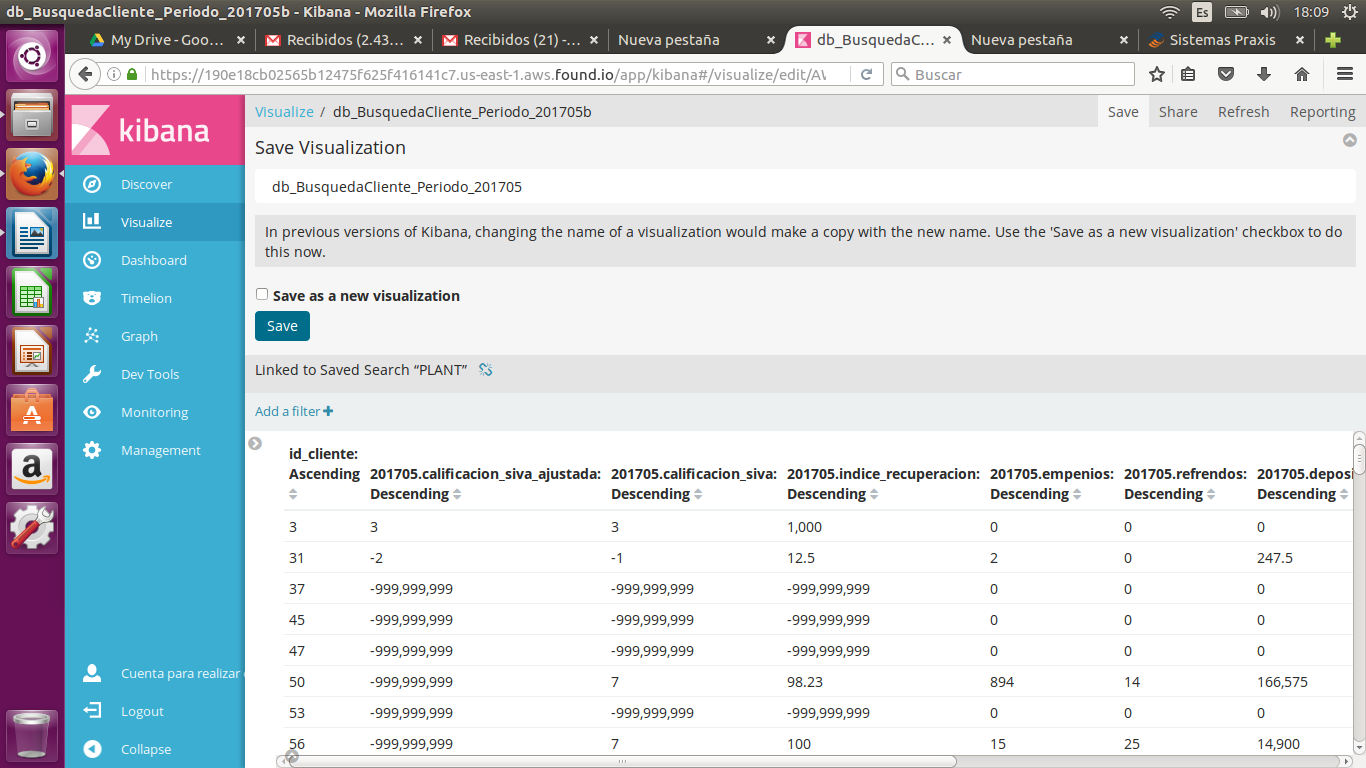 db_BusquedaCliente_Periodo_201705b - Kibana - Mozilla Firefox
Es
18:09
My Drive - Goo...
Recibidos (2.43...
Recibidos (21) -...
Nueva pestaña
db_BusquedaC...
Nueva pestaña
Sistemas Praxis
https://190e18cb02565b12475f625f416141c7.us-east-1.aws.found.io/app/kibana#/visualize/edit/AV
Buscar
kibana
Discover
Visualize
Dashboard
Timelion
Graph
Dev Tools
Monitoring
Management
Cuenta para realizar
Logout
Collapse
Visualize / db_BusquedaCliente_Periodo_201705b
Save Share Refresh Reporting
Save Visualization
db_BusquedaCliente_Periodo_201705
In previous versions of Kibana, changing the name of a visualization would make a copy with the new name. Use the 'Save as a new visualization' checkbox to do
this now.
Save as a new visualization
Save
Linked to Saved Search “PLANT”
Add a filter
id_cliente: Ascending 201705.calificacion_siva_ajustada: Descending 201705.calificacion_siva: Descending 201705.indice_recuperacion: Descending 201705.empenios: Descending 201705.refrendos: Descending 201705.deposi Descending
3 3 3 1,000 0 0 0
31 -2 -1 12.5 2 0 247.5
37 -999,999,999 -999,999,999 -999,999,999 0 0 0
45 -999,999,999 -999,999,999 -999,999,999 0 0 0
47 -999,999,999 -999,999,999 -999,999,999 0 0 0
50 -999,999,999 7 98.23 894 14 166,575
53 -999,999,999 -999,999,999 -999,999,999 0 0 0
56 -999,999,999 7 100 15 25 14,900